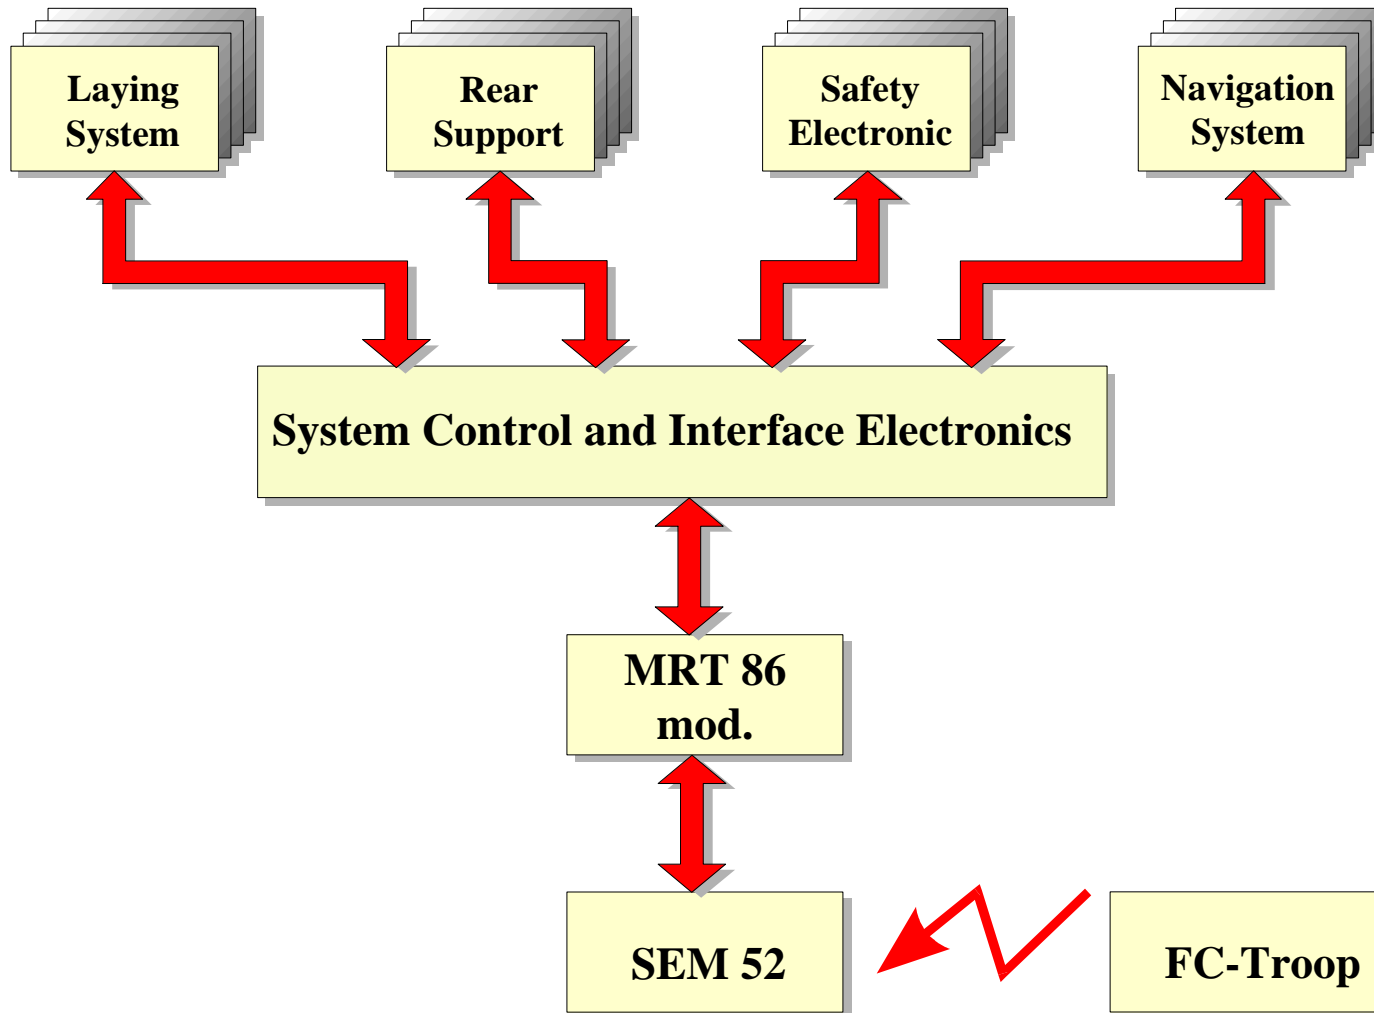 Laying
System
Rear
Support
Safety
Electronic
Navigation
System
System Control and Interface Electronics
MRT 86
mod.
SEM 52
FC-Troop